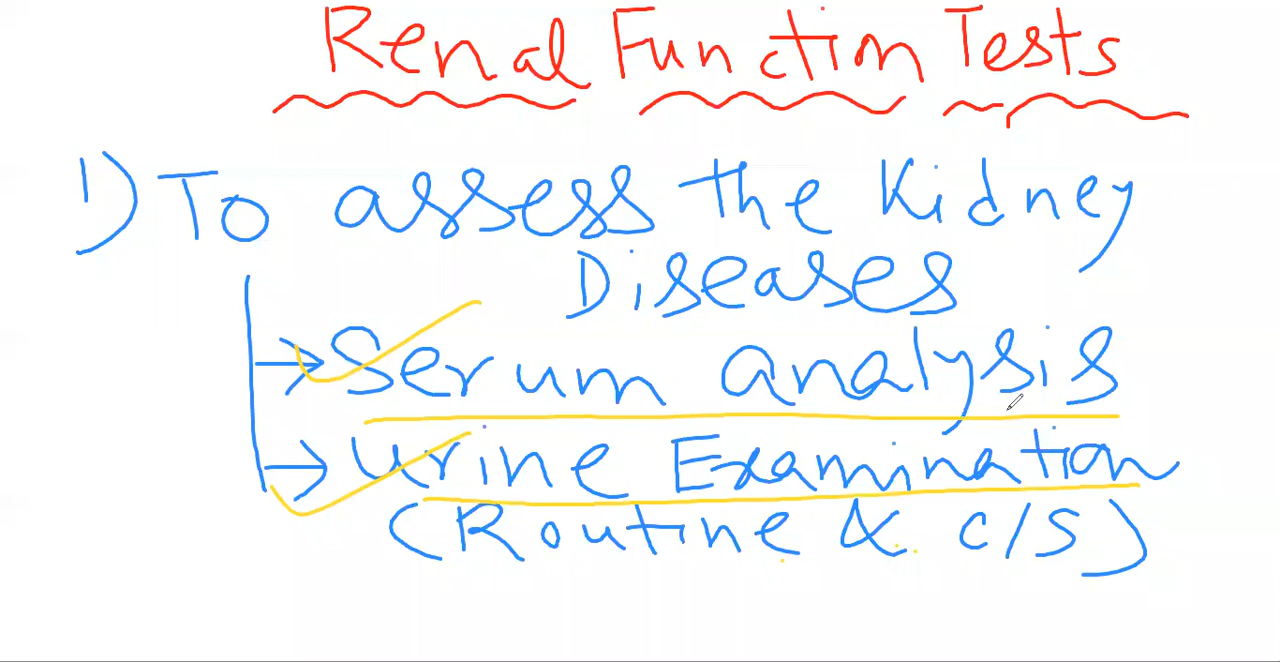 Renal Function Tests
1) To assess the Kidney
Diseases
→ Serum analysis
→ Urine Examination
(Routine & c/s)